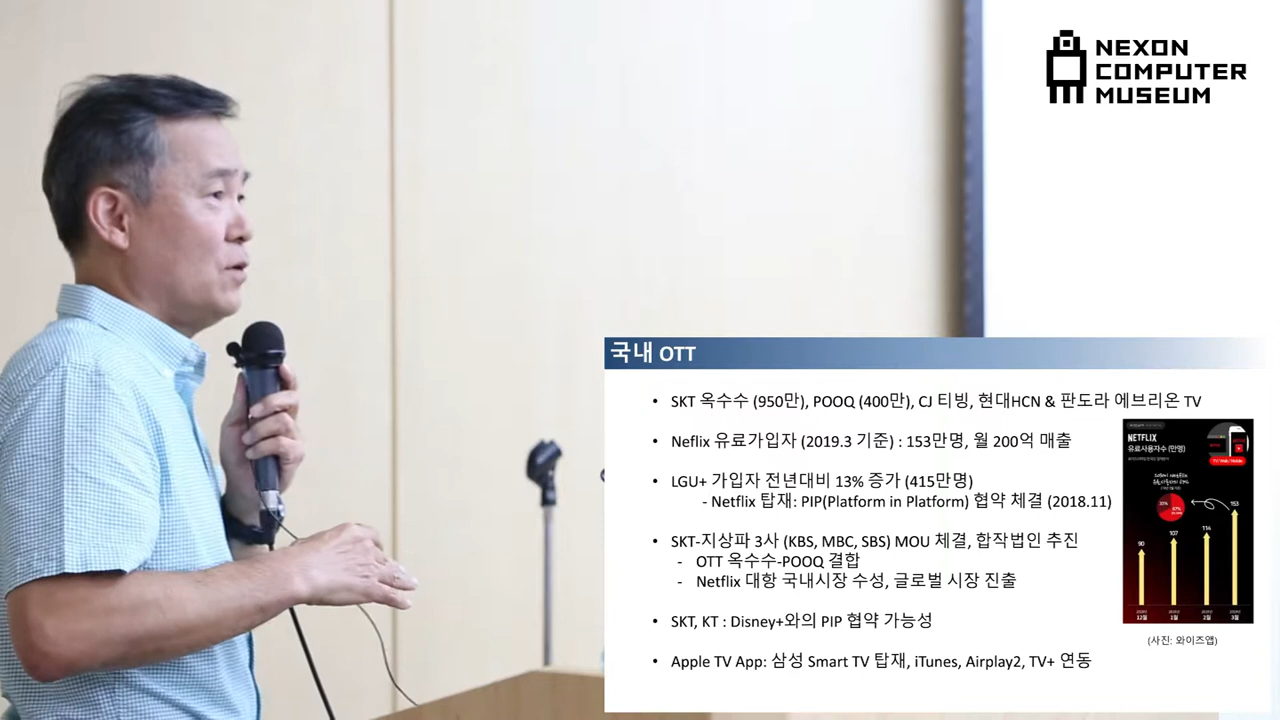 NEXON
COMPUTER
MUSEUM
국내 OTT
• SKT 옥수수 (950만), POOQ (400만), CJ 티빙, 현대HCN & 판도라 에브리온 TV
• Neflix 유료가입자 (2019.3 기준) : 153만명, 월 200억 매출
• LGU+ 가입자 전년대비 13% 증가 (415만명)
- Netflix 탑재: PIP(Platform in Platform) 협약 체결 (2018.11)
• SKT-지상파 3사 (KBS, MBC, SBS) MOU 체결, 합작법인 추진
- OTT 옥수수-POOQ 결합
- Netflix 대항 국내시장 수성, 글로벌 시장 진출
• SKT, KT : Disney+와의 PIP 협약 가능성
• Apple TV App: 삼성 Smart TV 탑재, iTunes, Airplay2, TV+ 연동
NETFLIX
유료사용자수 (만명)
90
107
114
153
12월
1월
2월
3월
(사진: 와이즈앱)